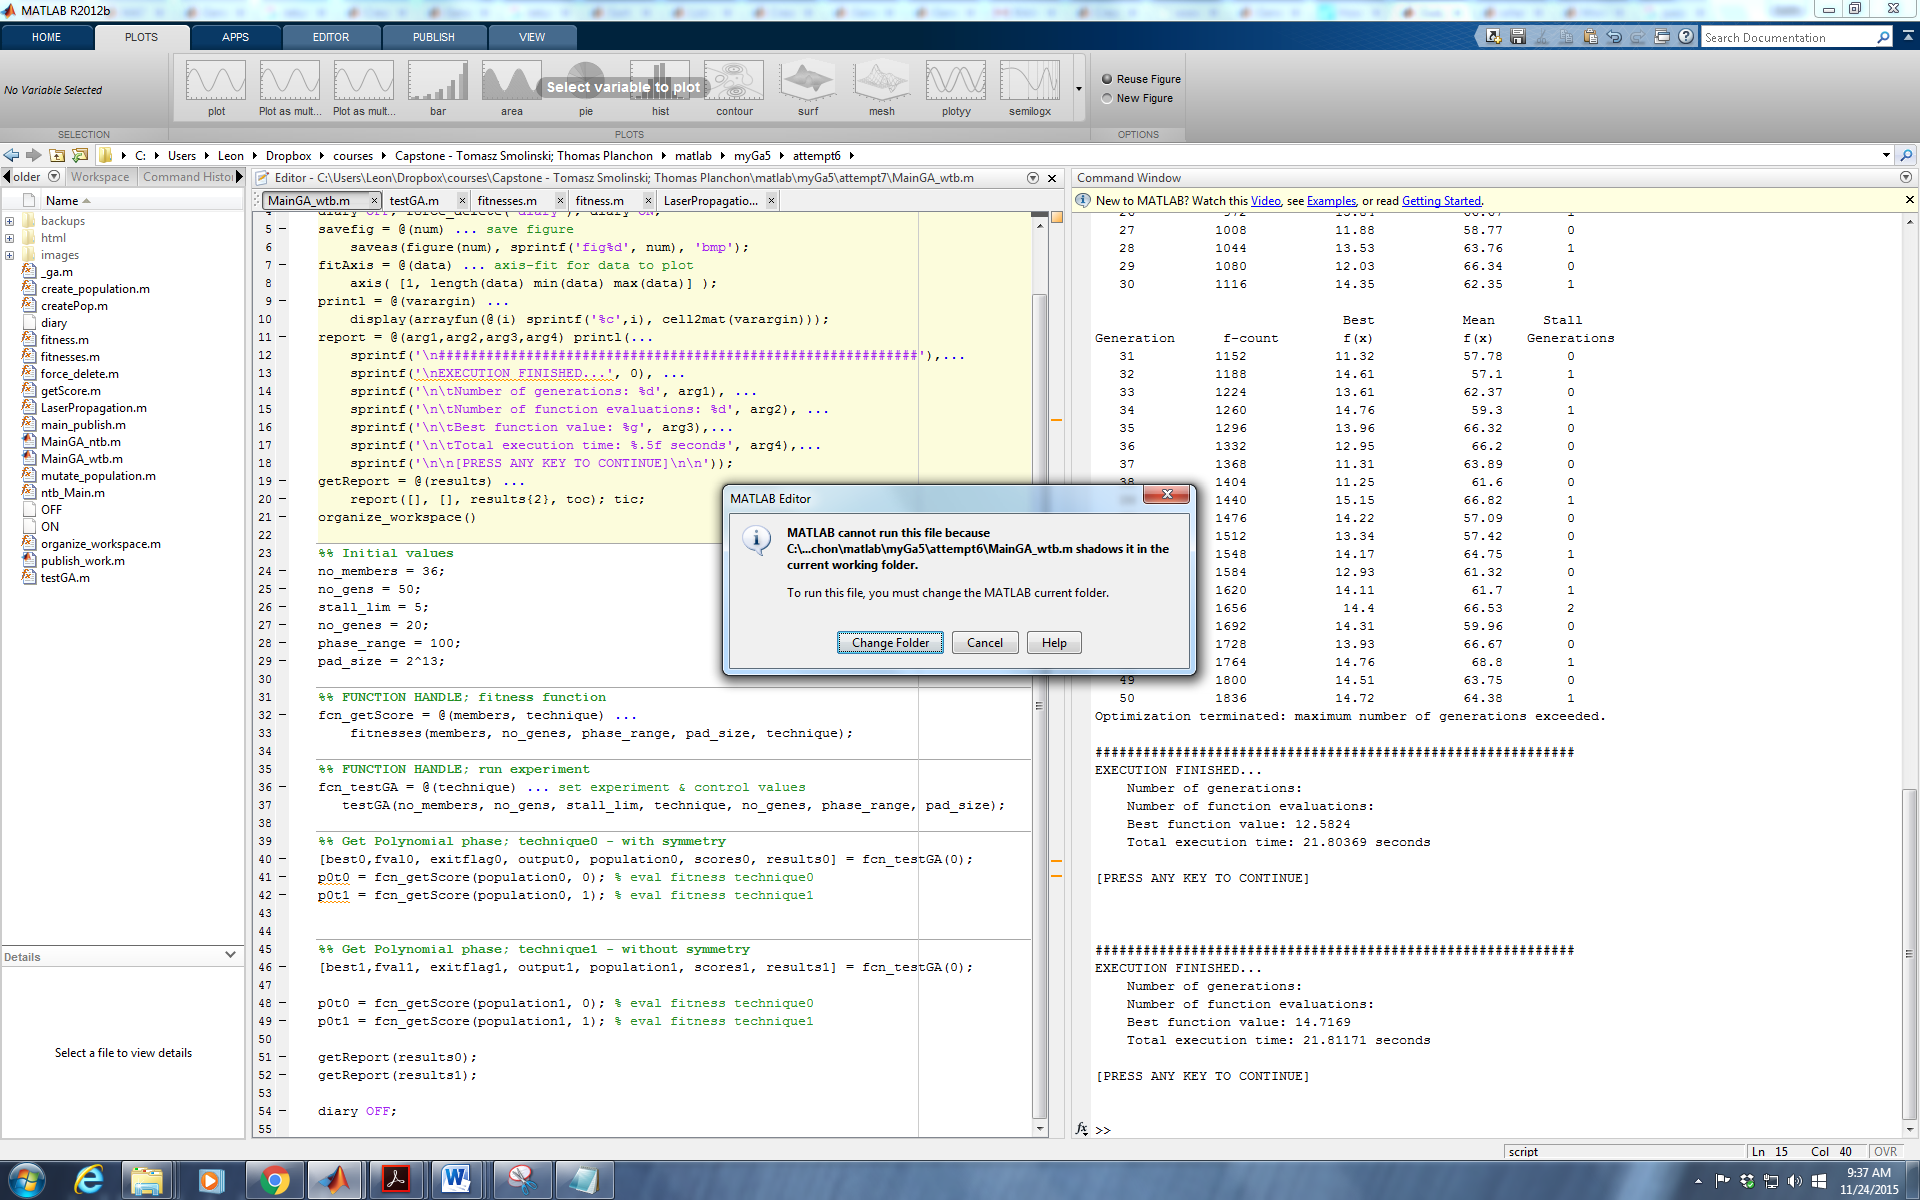 MATLAB R2012b
HOME PLOTS APPS EDITOR PUBLISH VIEW
Search Documentation
No Variable Selected
Select variable to plot
plot Plot as mult... Plot as mult... bar area pie hist contour surf mesh plotyy semilogx
Reuse Figure
New Figure
SELECTION PLOTS OPTIONS
C: Users Leon Dropbox courses Capstone - Tomasz Smolinski; Thomas Planchon matlab myGa5 attempt6
older Workspace Command Histo
Name
backups
html
images
_ga.m
create_population.m
createPop.m
diary
fitness.m
fitnesses.m
force_delete.m
getScore.m
LaserPropagation.m
main_publish.m
MainGA_ntb.m
MainGA_wtb.m
mutate_population.m
ntb_Main.m
OFF
ON
organize_workspace.m
publish_work.m
testGA.m
Details
Select a file to view details
Editor - C:\Users\Leon\Dropbox\courses\Capstone - Tomasz Smolinski; Thomas Planchon\matlab\myGa5\attempt7\MainGA_wtb.m
MainGA_wtb.m testGA.m fitnesses.m fitness.m LaserPropagatio...
4 diary OFF; force_delete('diary'); diary ON;
5 – savefig = @(num) ... save figure
6 saveas(figure(num), sprintf('fig%d', num), 'bmp');
7 – fitAxis = @(data) ... axis-fit for data to plot
8 axis( [1, length(data) min(data) max(data)] );
9 – printl = @(varargin) ...
10 display(arrayfun(@(i) sprintf('%c',i), cell2mat(varargin)));
11 – report = @(arg1,arg2,arg3,arg4) printl(...
12 sprintf('\n############################################################'),...
13 sprintf('\nEXECUTION FINISHED...', 0), ...
14 sprintf('\n\tNumber of generations: %d', arg1), ...
15 sprintf('\n\tNumber of function evaluations: %d', arg2), ...
16 sprintf('\n\tBest function value: %g', arg3),...
17 sprintf('\n\tTotal execution time: %.5f seconds', arg4),...
18 sprintf('\n\n[PRESS ANY KEY TO CONTINUE]\n\n'));
19 – getReport = @(results) ...
20 – report([], [], results{2}, toc); tic;
21 – organize_workspace()
22
23 %% Initial values
24 – no_members = 36;
25 – no_gens = 50;
26 – stall_lim = 5;
27 – no_genes = 20;
28 – phase_range = 100;
29 – pad_size = 2^13;
30
31 %% FUNCTION HANDLE; fitness function
32 – fcn_getScore = @(members, technique) ...
33 fitnesses(members, no_genes, phase_range, pad_size, technique);
34
35 %% FUNCTION HANDLE; run experiment
36 – fcn_testGA = @(technique) ... set experiment & control values
37 testGA(no_members, no_gens, stall_lim, technique, no_genes, phase_range, pad_size);
38
39 %% Get Polynomial phase; technique0 - with symmetry
40 – [best0,fval0, exitflag0, output0, population0, scores0, results0] = fcn_testGA(0);
41 – p0t0 = fcn_getScore(population0, 0); % eval fitness technique0
42 – p0t1 = fcn_getScore(population0, 1); % eval fitness technique1
43
44
45 %% Get Polynomial phase; technique1 - without symmetry
46 – [best1,fval1, exitflag1, output1, population1, scores1, results1] = fcn_testGA(0);
47
48 – p0t0 = fcn_getScore(population1, 0); % eval fitness technique0
49 – p0t1 = fcn_getScore(population1, 1); % eval fitness technique1
50
51 – getReport(results0);
52 – getReport(results1);
53
54 – diary OFF;
55
MATLAB Editor
MATLAB cannot run this file because
C:\...chon\matlab\myGa5\attempt6\MainGA_wtb.m shadows it in the
current working folder.
To run this file, you must change the MATLAB current folder.
Change Folder Cancel Help
Command Window
New to MATLAB? Watch this Video, see Examples, or read Getting Started.
26 972 13.84 66.67 1
27 1008 11.88 58.77 0
28 1044 13.53 63.76 1
29 1080 12.03 66.34 0
30 1116 14.35 62.35 1
Best Mean Stall
Generation f-count f(x) f(x) Generations
31 1152 11.32 57.78 0
32 1188 14.61 57.1 1
33 1224 13.61 62.37 0
34 1260 14.76 59.3 1
35 1296 13.96 66.32 0
36 1332 12.95 66.2 0
37 1368 11.31 63.89 0
38 1404 11.25 61.6 0
1440 15.15 66.82 1
1476 14.22 57.09 0
1512 13.34 57.42 0
1548 14.17 64.75 1
1584 12.93 61.32 0
1620 14.11 61.7 1
1656 14.4 66.53 2
1692 14.31 59.96 0
1728 13.93 66.67 0
1764 14.76 68.8 1
49 1800 14.51 63.75 0
50 1836 14.72 64.38 1
Optimization terminated: maximum number of generations exceeded.
############################################################
EXECUTION FINISHED...
Number of generations:
Number of function evaluations:
Best function value: 12.5824
Total execution time: 21.80369 seconds
[PRESS ANY KEY TO CONTINUE]
############################################################
EXECUTION FINISHED...
Number of generations:
Number of function evaluations:
Best function value: 14.7169
Total execution time: 21.81171 seconds
[PRESS ANY KEY TO CONTINUE]
fx >>
script Ln 15 Col 40 OVR
9:37 AM
11/24/2015